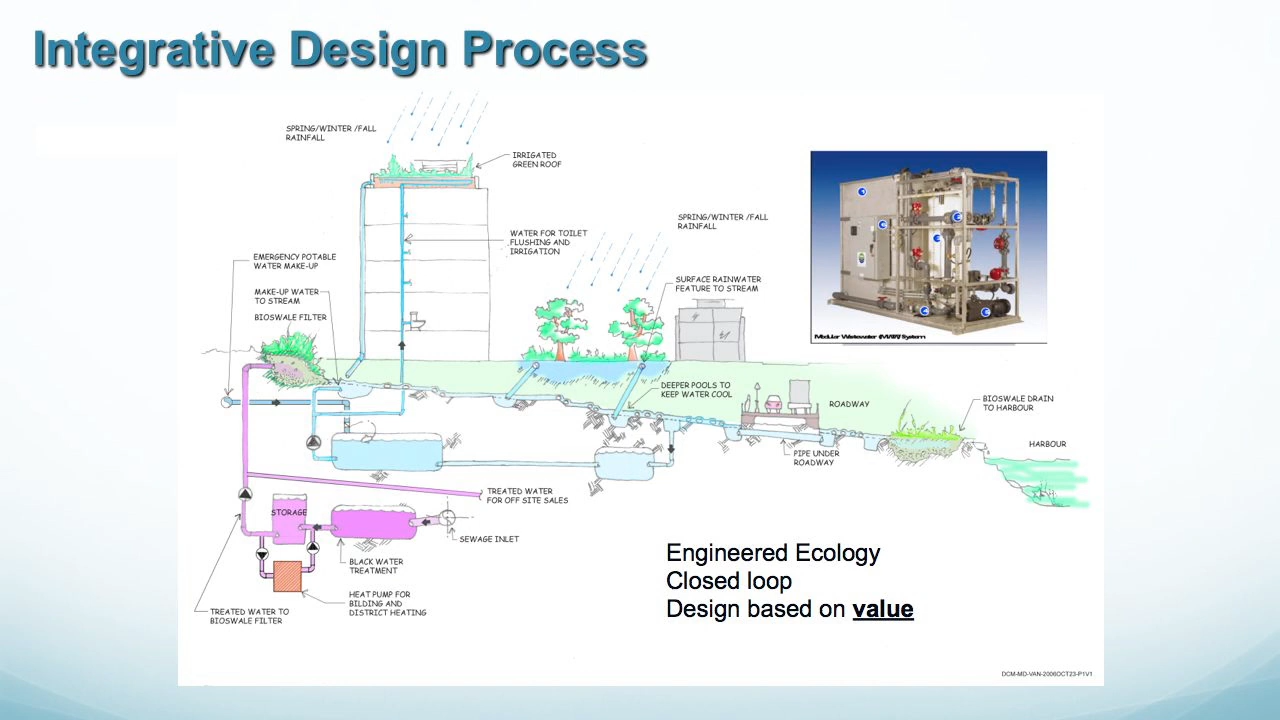 Integrative Design Process
SPRING/WINTER /FALL
RAINFALL
IRRIGATED
GREEN ROOF
SPRING/WINTER /FALL
RAINFALL
WATER FOR TOILET
FLUSHING AND
IRRIGATION
EMERGENCY POTABLE
WATER MAKE-UP
SURFACE RAINWATER
FEATURE TO STREAM
MAKE-UP WATER
TO STREAM
BIOSWALE FILTER
Modular Wastewater (MWW) System
DEEPER POOLS TO
KEEP WATER COOL
ROADWAY
BIOSWALE DRAIN
TO HARBOUR
HARBOUR
PIPE UNDER
ROADWAY
TREATED WATER
FOR OFF SITE SALES
STORAGE
SEWAGE INLET
BLACK WATER
TREATMENT
HEAT PUMP FOR
BILDING AND
DISTRICT HEATING
TREATED WATER TO
BIOSWALE FILTER
Engineered Ecology
Closed loop
Design based on value
DCM-MD-VAN-2006OCT23-P1V1